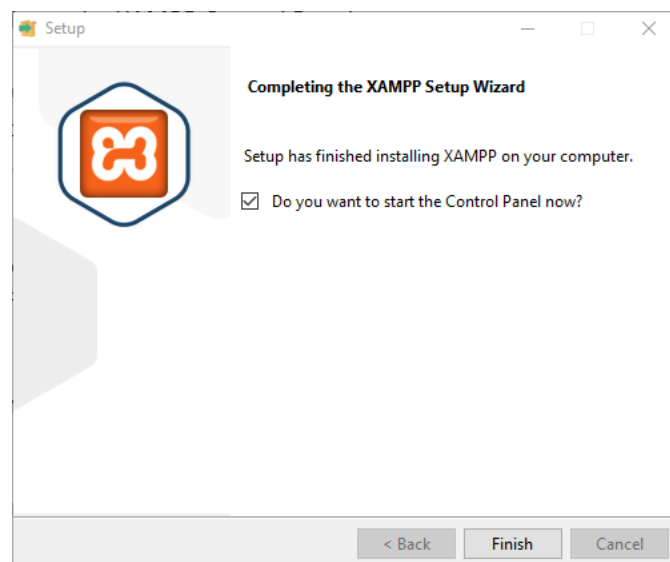 Setup
Completing the XAMPP Setup Wizard
Setup has finished installing XAMPP on your computer.
Do you want to start the Control Panel now?
< Back
Finish
Cancel